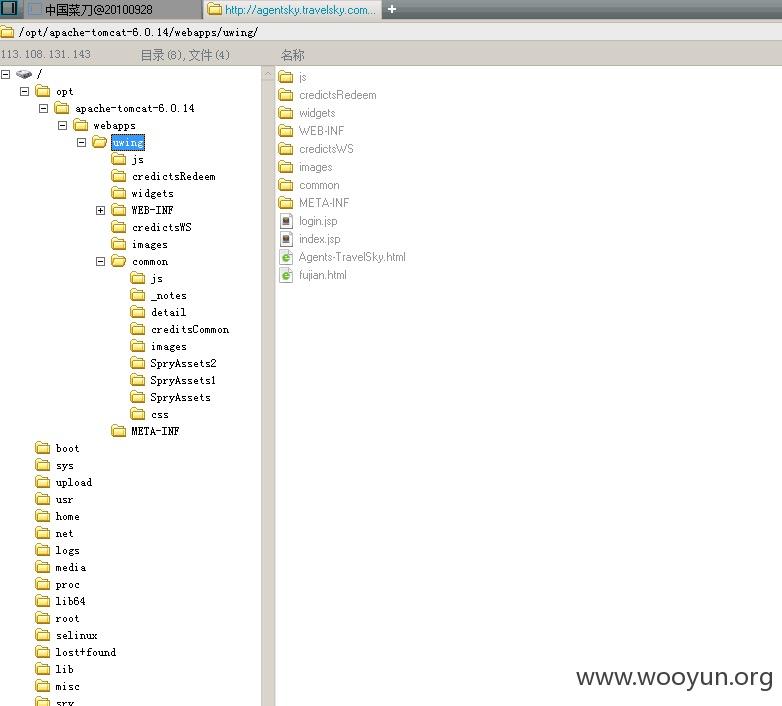 中国菜刀@20100928
http://agentsky.travelsky.com...
/opt/apache-tomcat-6.0.14/webapps/uwing/
113.108.131.143 目录(8),文件(4) 名称
/
opt
apache-tomcat-6.0.14
webapps
uwing
js
credictsRedeem
widgets
WEB-INF
credictsWS
images
common
js
_notes
detail
creditsCommon
images
SpryAssets2
SpryAssets1
SpryAssets
css
META-INF
boot
sys
upload
usr
home
net
logs
media
proc
lib64
root
selinux
lost+found
lib
misc
srv
js
credictsRedeem
widgets
WEB-INF
credictsWS
images
common
META-INF
login.jsp
index.jsp
Agents-TravelSky.html
fujian.html
www.wooyun.org